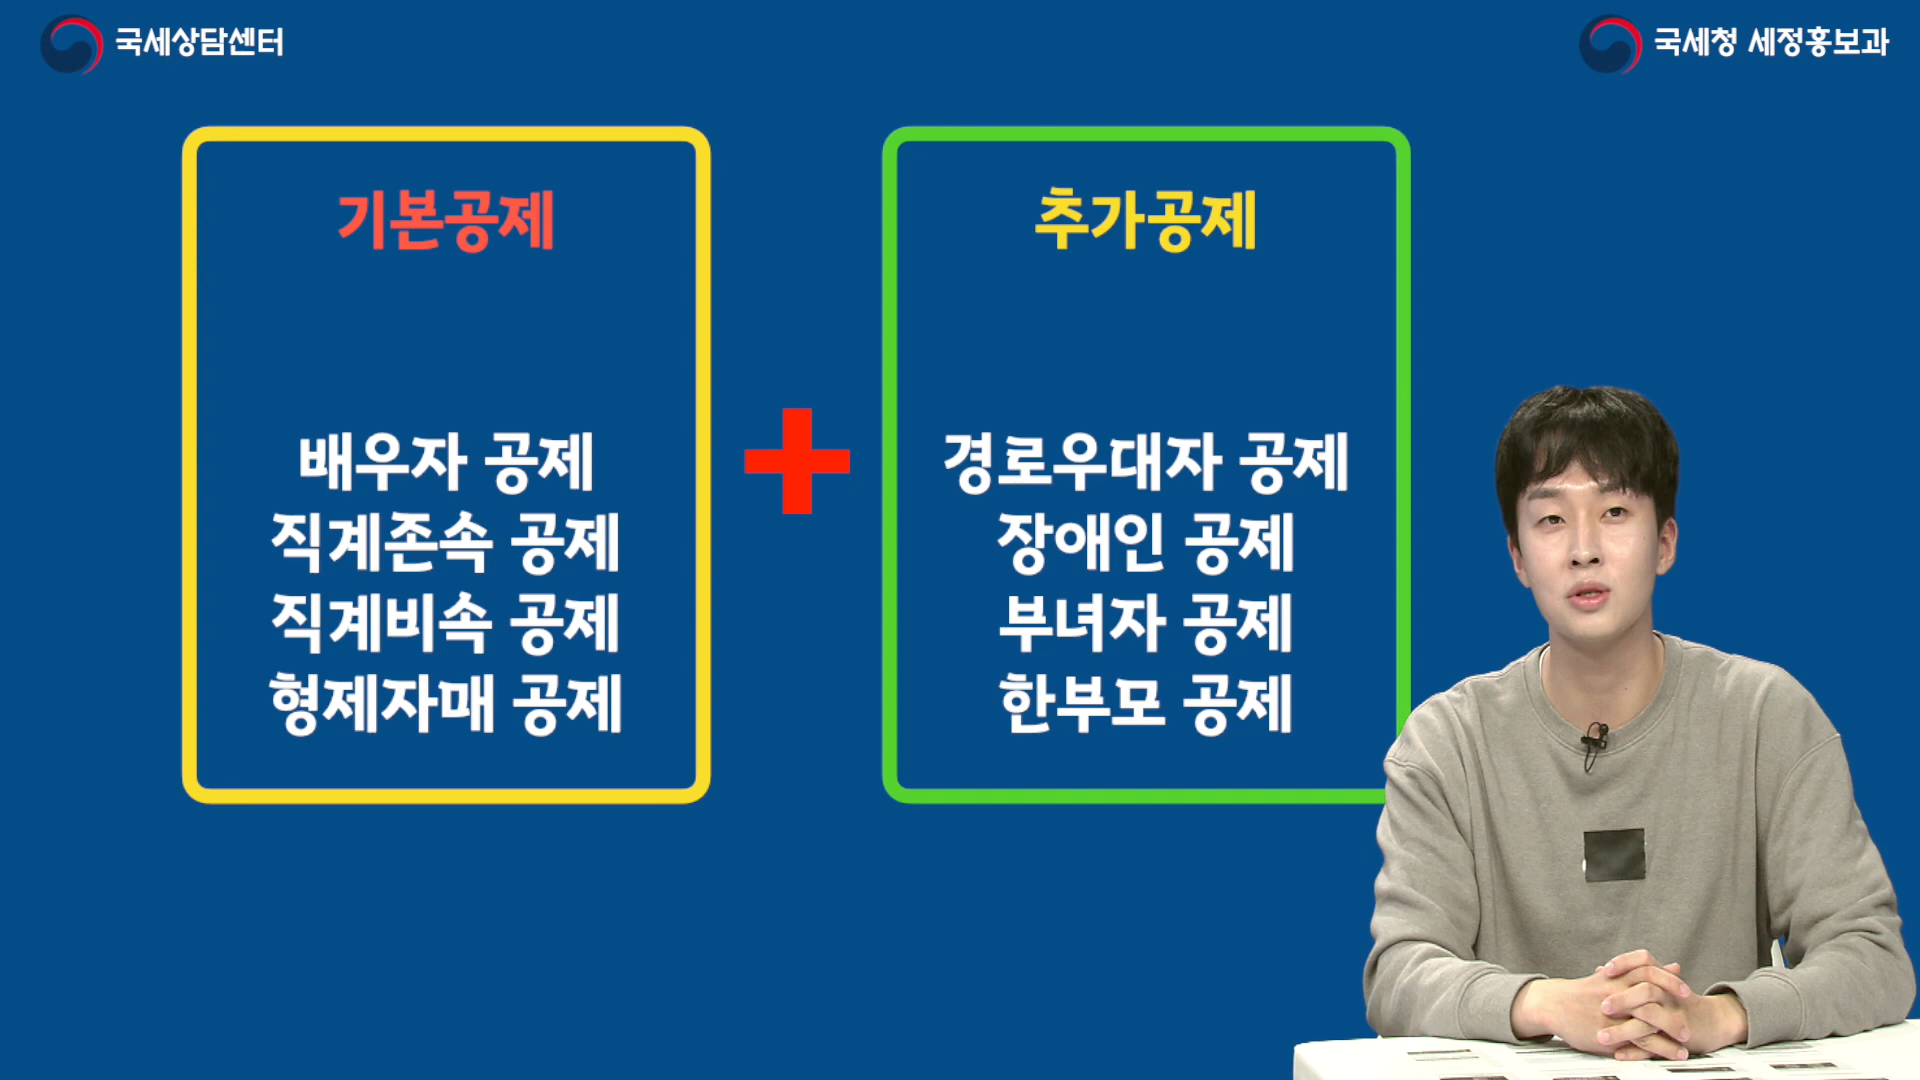 국세상담센터
국세청 세정홍보과
기본공제
배우자 공제
직계존속 공제
직계비속 공제
형제자매 공제
추가공제
경로우대자 공제
장애인 공제
부녀자 공제
한부모 공제